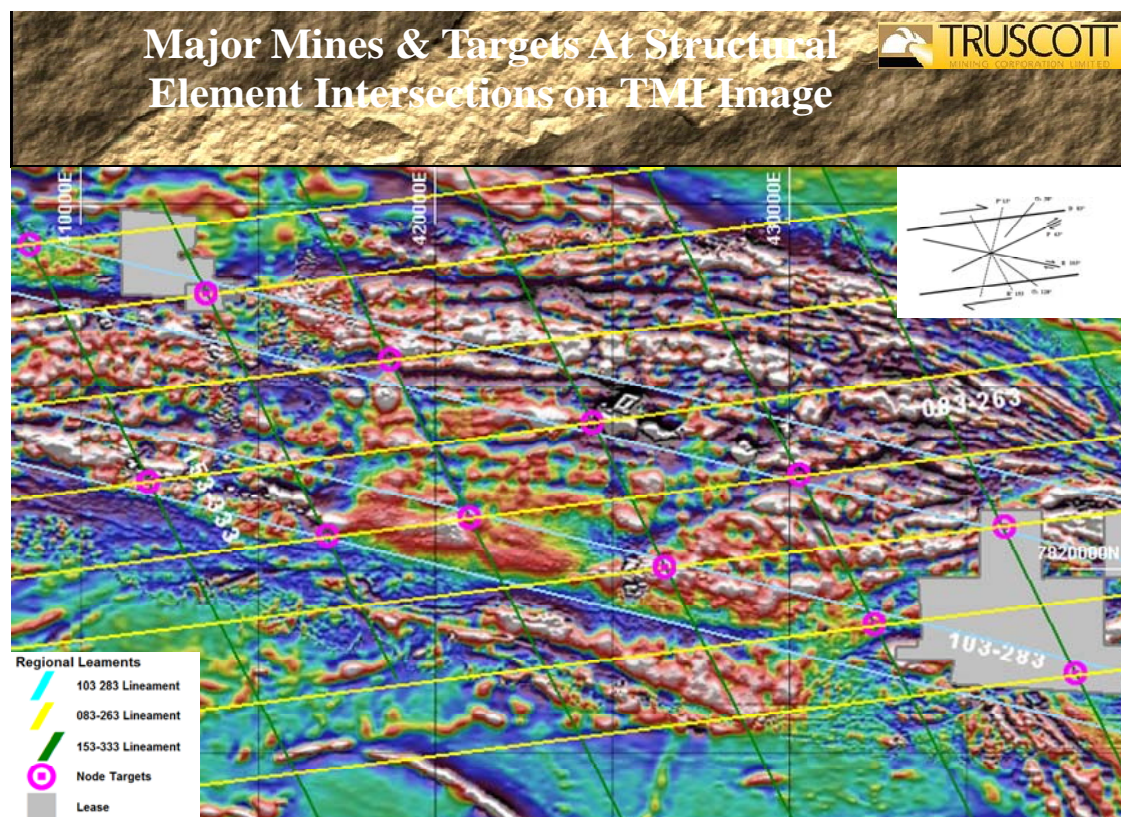 Major Mines & Targets At Structural
Element Intersections on TMI Image
TRUSCOTT
MINING CORPORATION LIMITED
410000E
420000E
430000E
083-263
153-333
7820000N
103-283
Regional Leaments
103 283 Lineament
083-263 Lineament
153-333 Lineament
Node Targets
Lease